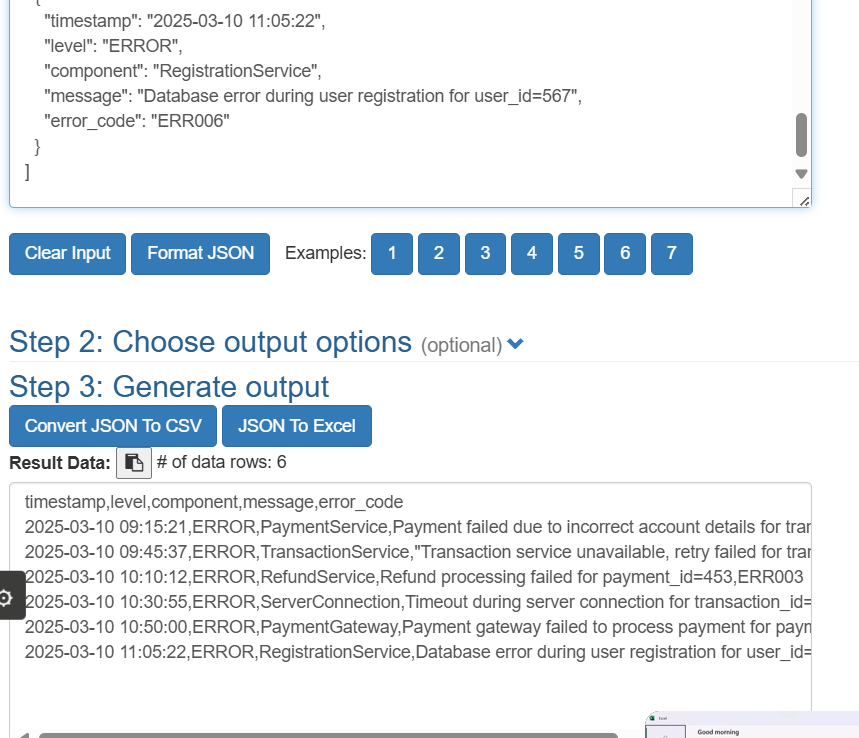 {
"timestamp": "2025-03-10 11:05:22",
"level": "ERROR",
"component": "RegistrationService",
"message": "Database error during user registration for user_id=567",
"error_code": "ERR006"
}
]
Clear Input Format JSON Examples: 1 2 3 4 5 6 7
Step 2: Choose output options (optional)
Step 3: Generate output
Convert JSON To CSV JSON To Excel
Result Data: # of data rows: 6
timestamp,level,component,message,error_code
2025-03-10 09:15:21,ERROR,PaymentService,Payment failed due to incorrect account details for tran
2025-03-10 09:45:37,ERROR,TransactionService,"Transaction service unavailable, retry failed for tran
2025-03-10 10:10:12,ERROR,RefundService,Refund processing failed for payment_id=453,ERR003
2025-03-10 10:30:55,ERROR,ServerConnection,Timeout during server connection for transaction_id=
2025-03-10 10:50:00,ERROR,PaymentGateway,Payment gateway failed to process payment for paym
2025-03-10 11:05:22,ERROR,RegistrationService,Database error during user registration for user_id=
Excel
Good morning